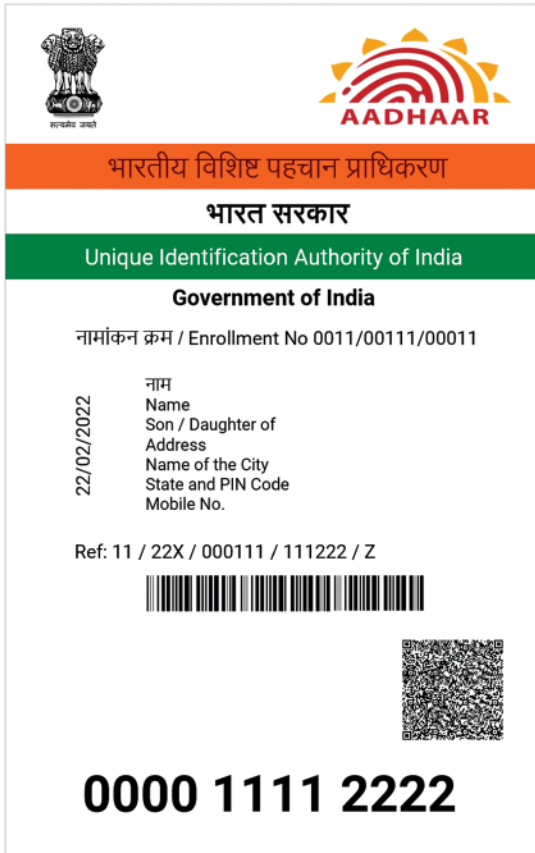 सत्यमेव जयते
AADHAAR
भारतीय विशिष्ट पहचान प्राधिकरण
भारत सरकार
Unique Identification Authority of India
Government of India
नामांकन क्रम / Enrollment No 0011/00111/00011
22/02/2022
नाम
Name
Son / Daughter of
Address
Name of the City
State and PIN Code
Mobile No.
Ref: 11 / 22X / 000111 / 111222 / Z
0000 1111 2222